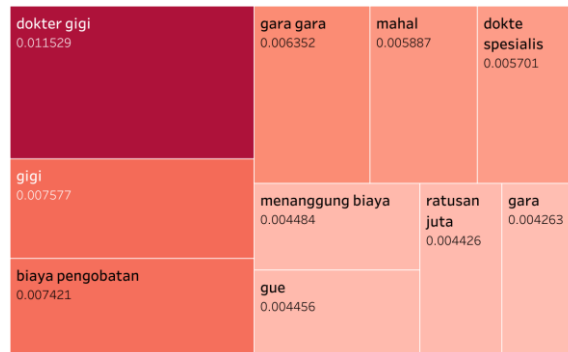 dokter gigi
0.011529
gigi
0.007577
biaya pengobatan
0.007421
gara gara
0.006352
mahal
0.005887
dokte
spesialis
0.005701
menanggung biaya
0.004484
gue
0.004456
ratusan
juta
0.004426
gara
0.004263